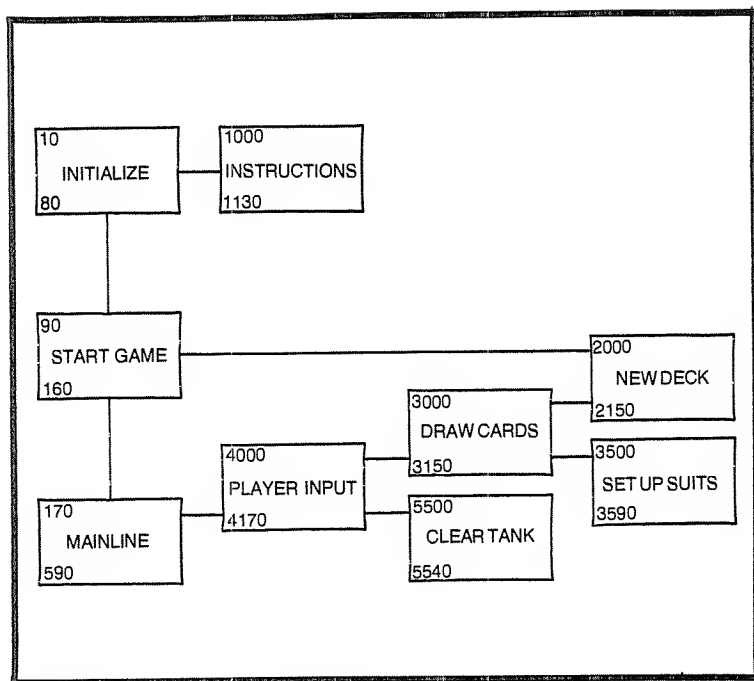 10
INITIALIZE
80
1000
INSTRUCTIONS
1130
90
START GAME
160
2000
NEW DECK
2150
3000
DRAW CARDS
3150
3500
SET UP SUITS
3590
4000
PLAYER INPUT
4170
170
MAINLINE
590
5500
CLEAR TANK
5540